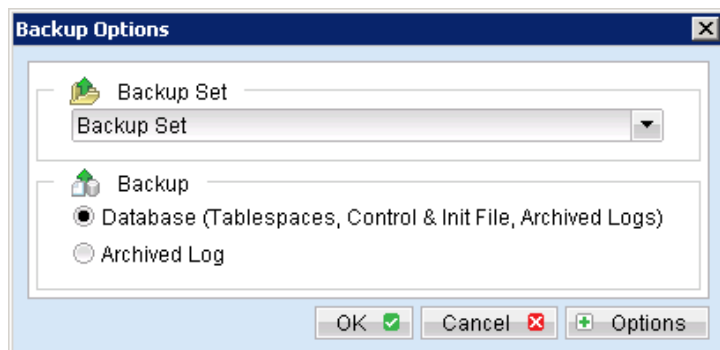 Backup Options
Backup Set
Backup Set
Backup
Database (Tablespaces, Control & Init File, Archived Logs)
Archived Log
OK Cancel Options